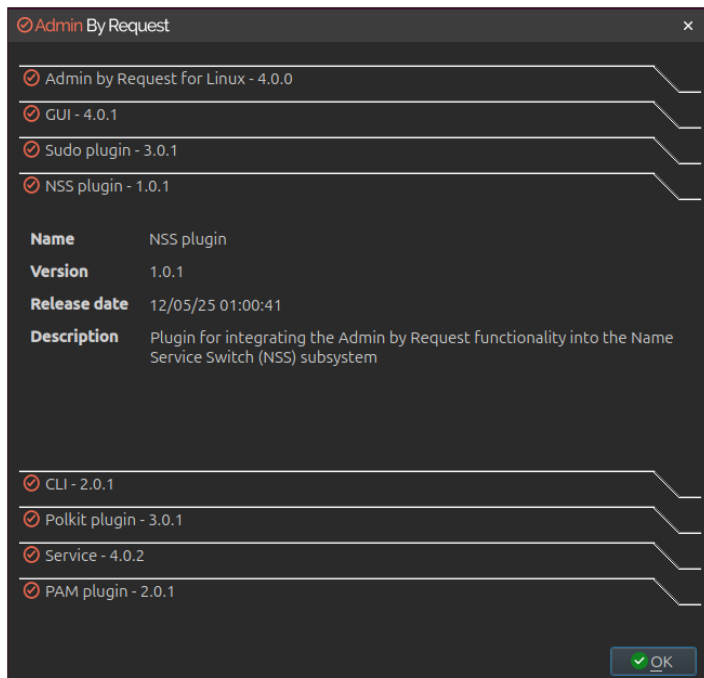 Admin By Request
Admin by Request for Linux - 4.0.0
GUI - 4.0.1
Sudo plugin - 3.0.1
NSS plugin - 1.0.1
Name NSS plugin
Version 1.0.1
Release date 12/05/25 01:00:41
Description Plugin for integrating the Admin by Request functionality into the Name
Service Switch (NSS) subsystem
CLI - 2.0.1
Polkit plugin - 3.0.1
Service - 4.0.2
PAM plugin - 2.0.1
OK